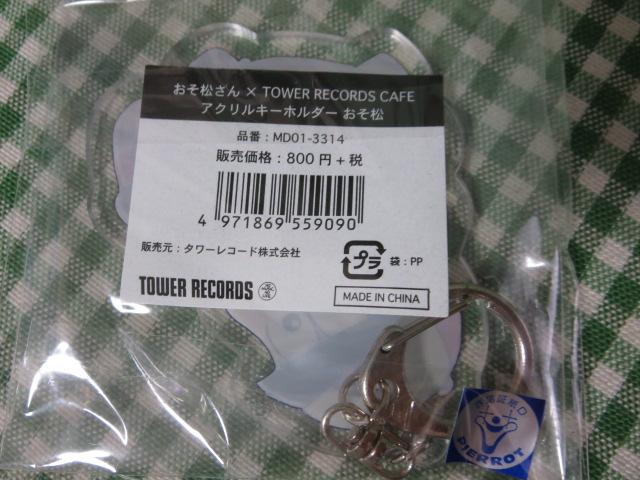 おそ松さん × TOWER RECORDS CAFE
アクリルキーホルダー おそ松
品番 : MD01-3314
販売価格 : 800 円 + 税
4 971869 559090
販売元 : タワーレコード株式会社
プラ 袋 : PP
TOWER RECORDS
MADE IN CHINA
PIERROT